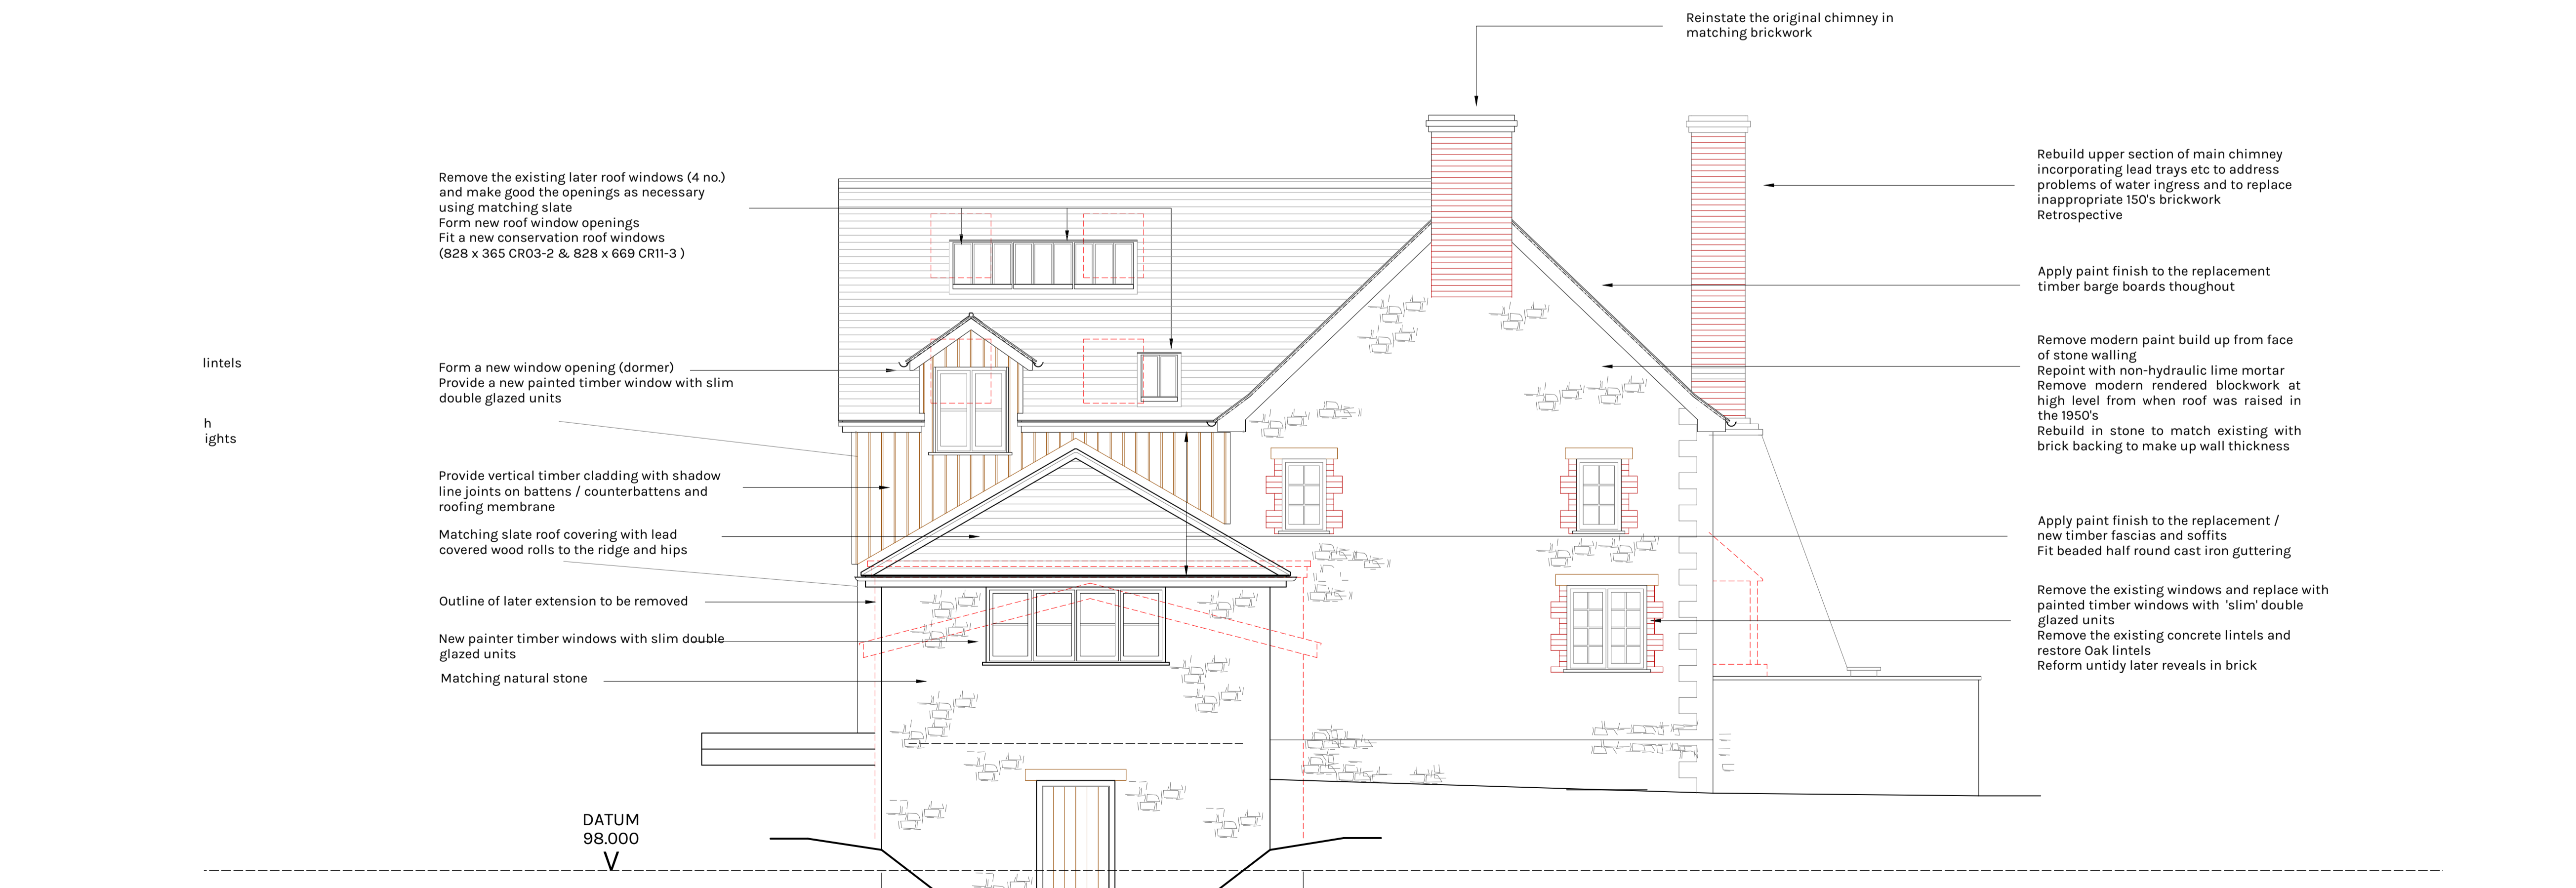 Reinstate the original chimney in
matching brickwork
Remove the existing later roof windows (4 no.)
and make good the openings as necessary
using matching slate
Form new roof window openings
Fit a new conservation roof windows
(828 x 365 CR03-2 & 828 x 669 CR11-3 )
lintels
h
ights
Form a new window opening (dormer)
Provide a new painted timber window with slim
double glazed units
Provide vertical timber cladding with shadow
line joints on battens / counterbattens and
roofing membrane
Matching slate roof covering with lead
covered wood rolls to the ridge and hips
Outline of later extension to be removed
New painter timber windows with slim double
glazed units
Matching natural stone
DATUM
98.000
V
Rebuild upper section of main chimney
incorporating lead trays etc to address
problems of water ingress and to replace
inappropriate 150's brickwork
Retrospective
Apply paint finish to the replacement
timber barge boards thoughout
Remove modern paint build up from face
of stone walling
Repoint with non-hydraulic lime mortar
Remove modern rendered blockwork at
high level from when roof was raised in
the 1950's
Rebuild in stone to match existing with
brick backing to make up wall thickness
Apply paint finish to the replacement /
new timber fascias and soffits
Fit beaded half round cast iron guttering
Remove the existing windows and replace with
painted timber windows with 'slim' double
glazed units
Remove the existing concrete lintels and
restore Oak lintels
Reform untidy later reveals in brick